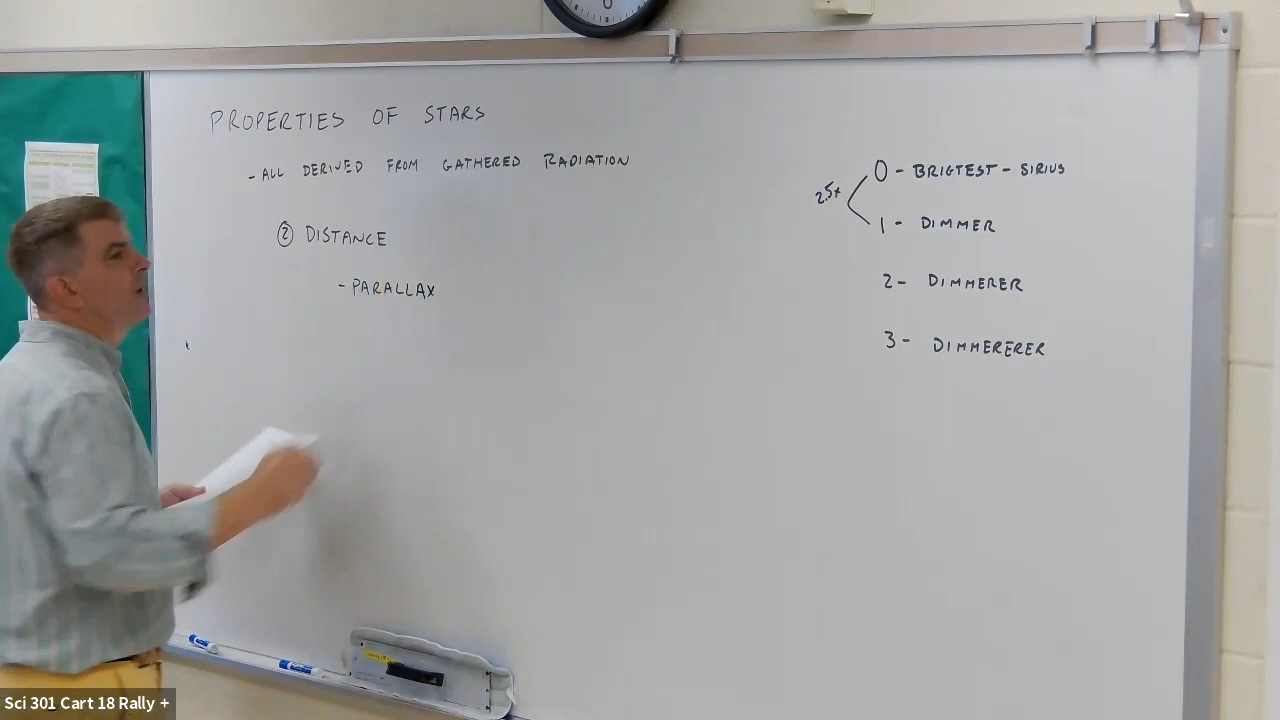 PROPERTIES OF STARS
- ALL DERIVED FROM GATHERED RADIATION
② DISTANCE
- PARALLAX
2.5x
0 - BRIGTEST - SIRIUS
1 - DIMMER
2 - DIMMERER
3 - DIMMERERER
Sci 301 Cart 18 Rally +